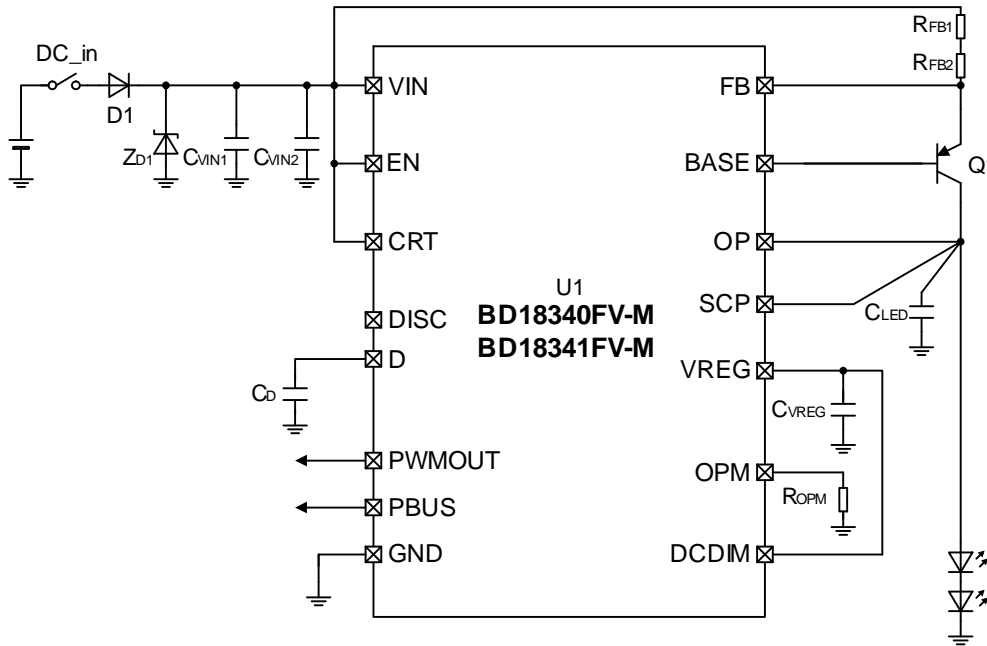 RFB1
DC_in
RFB2
VIN
FB
D1
ZD1
CVIN1
CVIN2
EN
BASE
Q
CRT
OP
U1
BD18340FV-M
BD18341FV-M
DISC
SCP
CLED
D
VREG
CD
CVREG
PWMOUT
OPM
ROPM
PBUS
GND
DCDIM